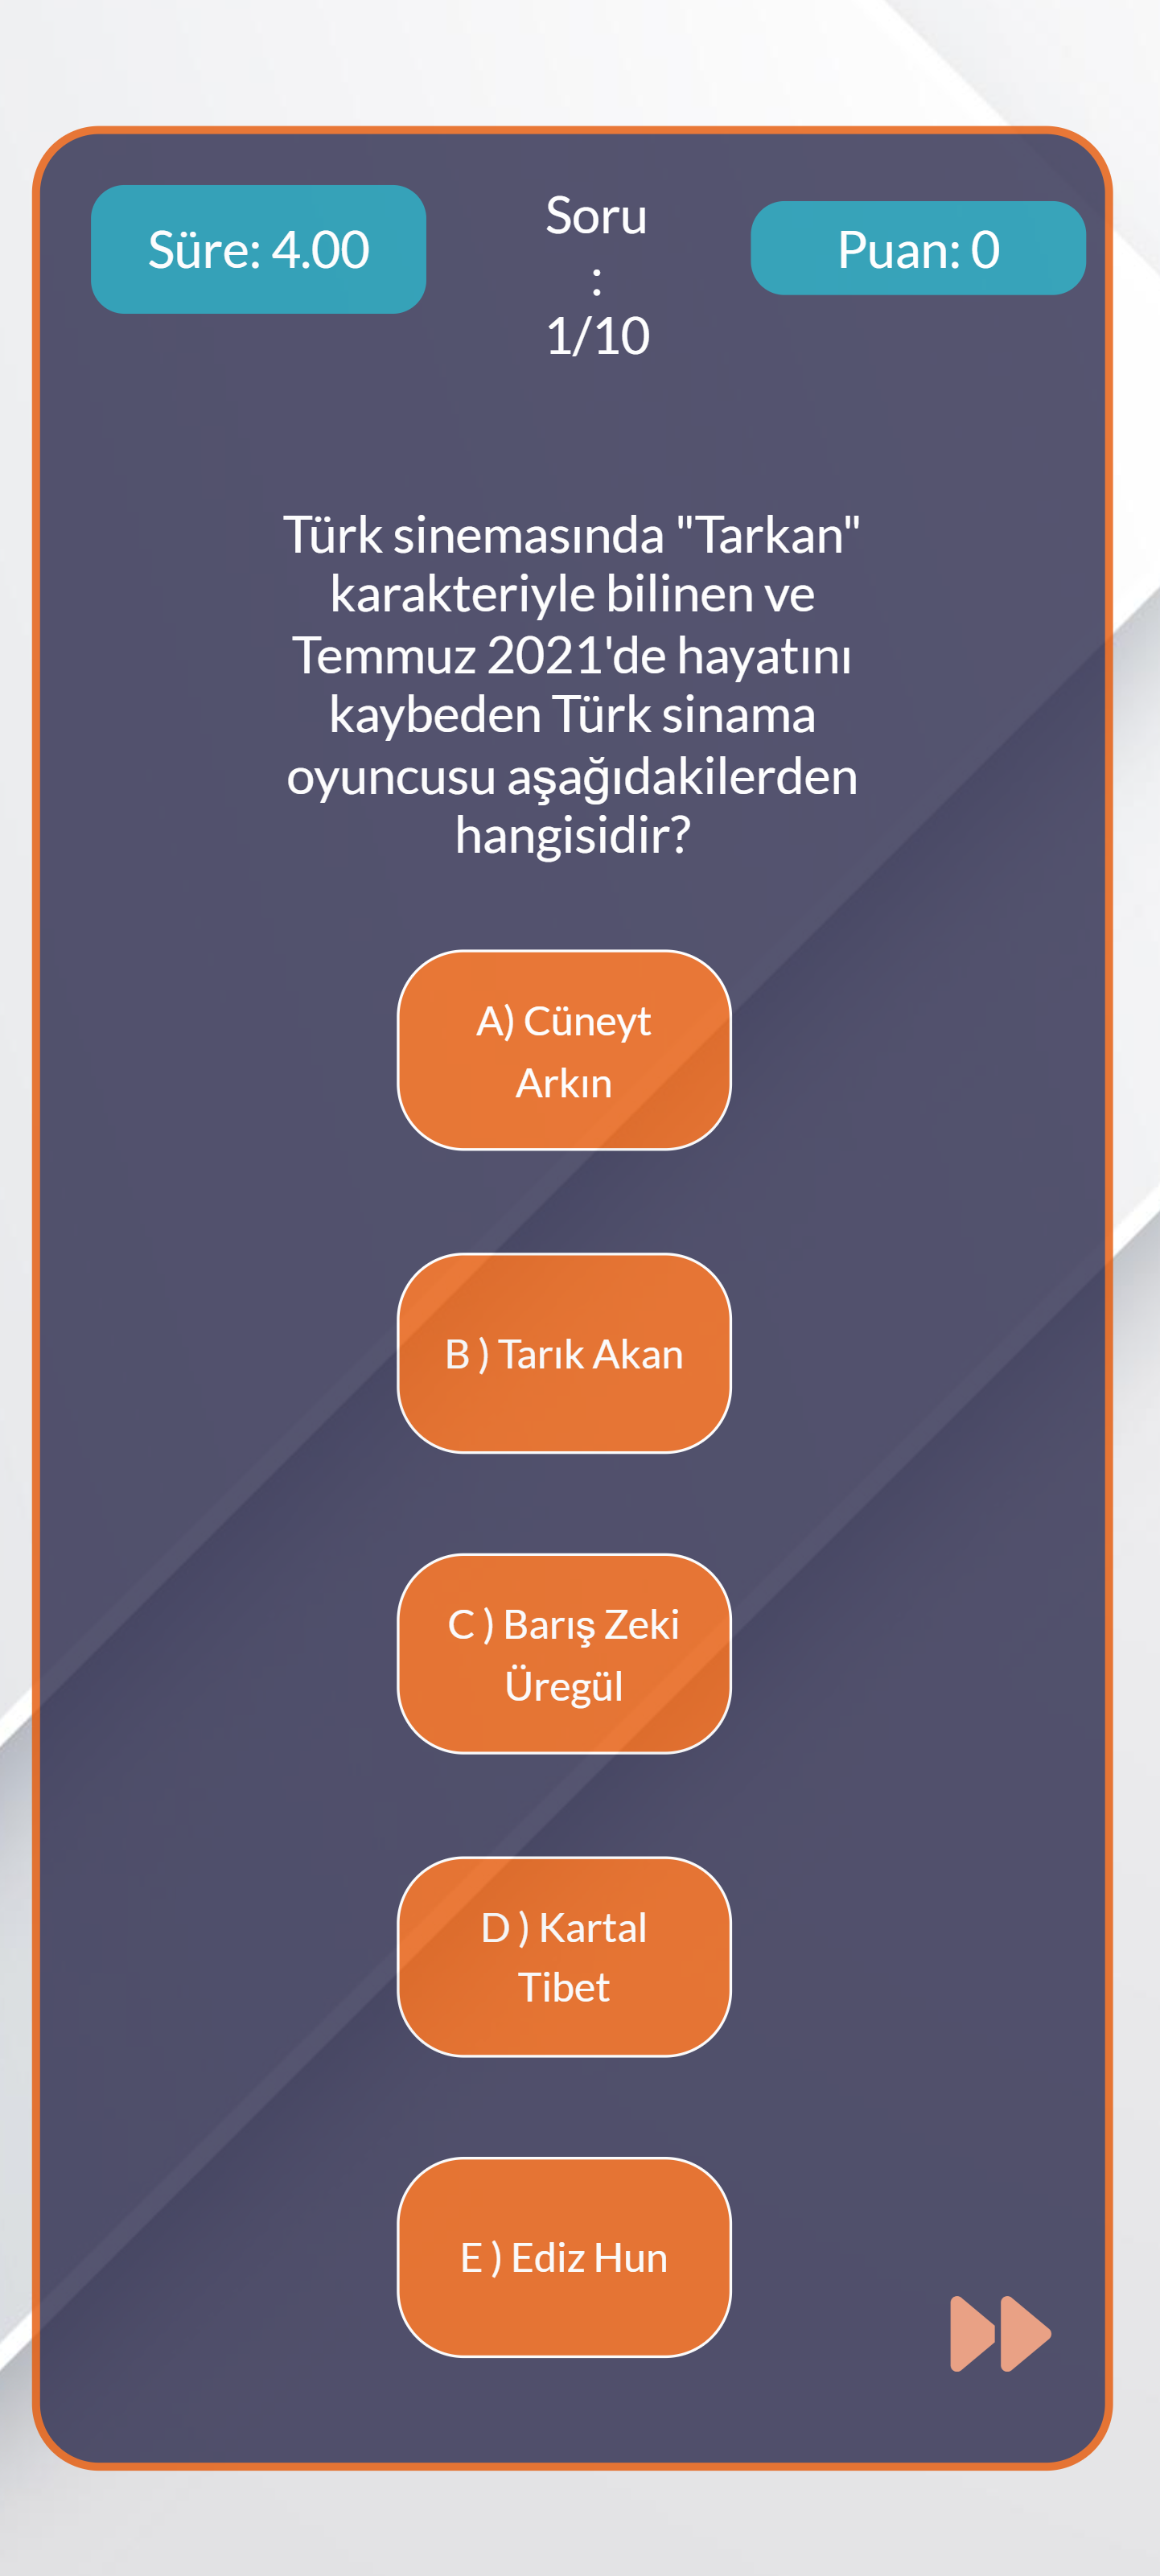 Süre: 4.00
Soru
:
1/10
Puan: 0
Türk sinemasında "Tarkan"
karakteriyle bilinen ve
Temmuz 2021'de hayatını
kaybeden Türk sinama
oyuncusu aşağıdakilerden
hangisidir?
A) Cüneyt
Arkın
B ) Tarık Akan
C ) Barış Zeki
Üregül
D ) Kartal
Tibet
E ) Ediz Hun